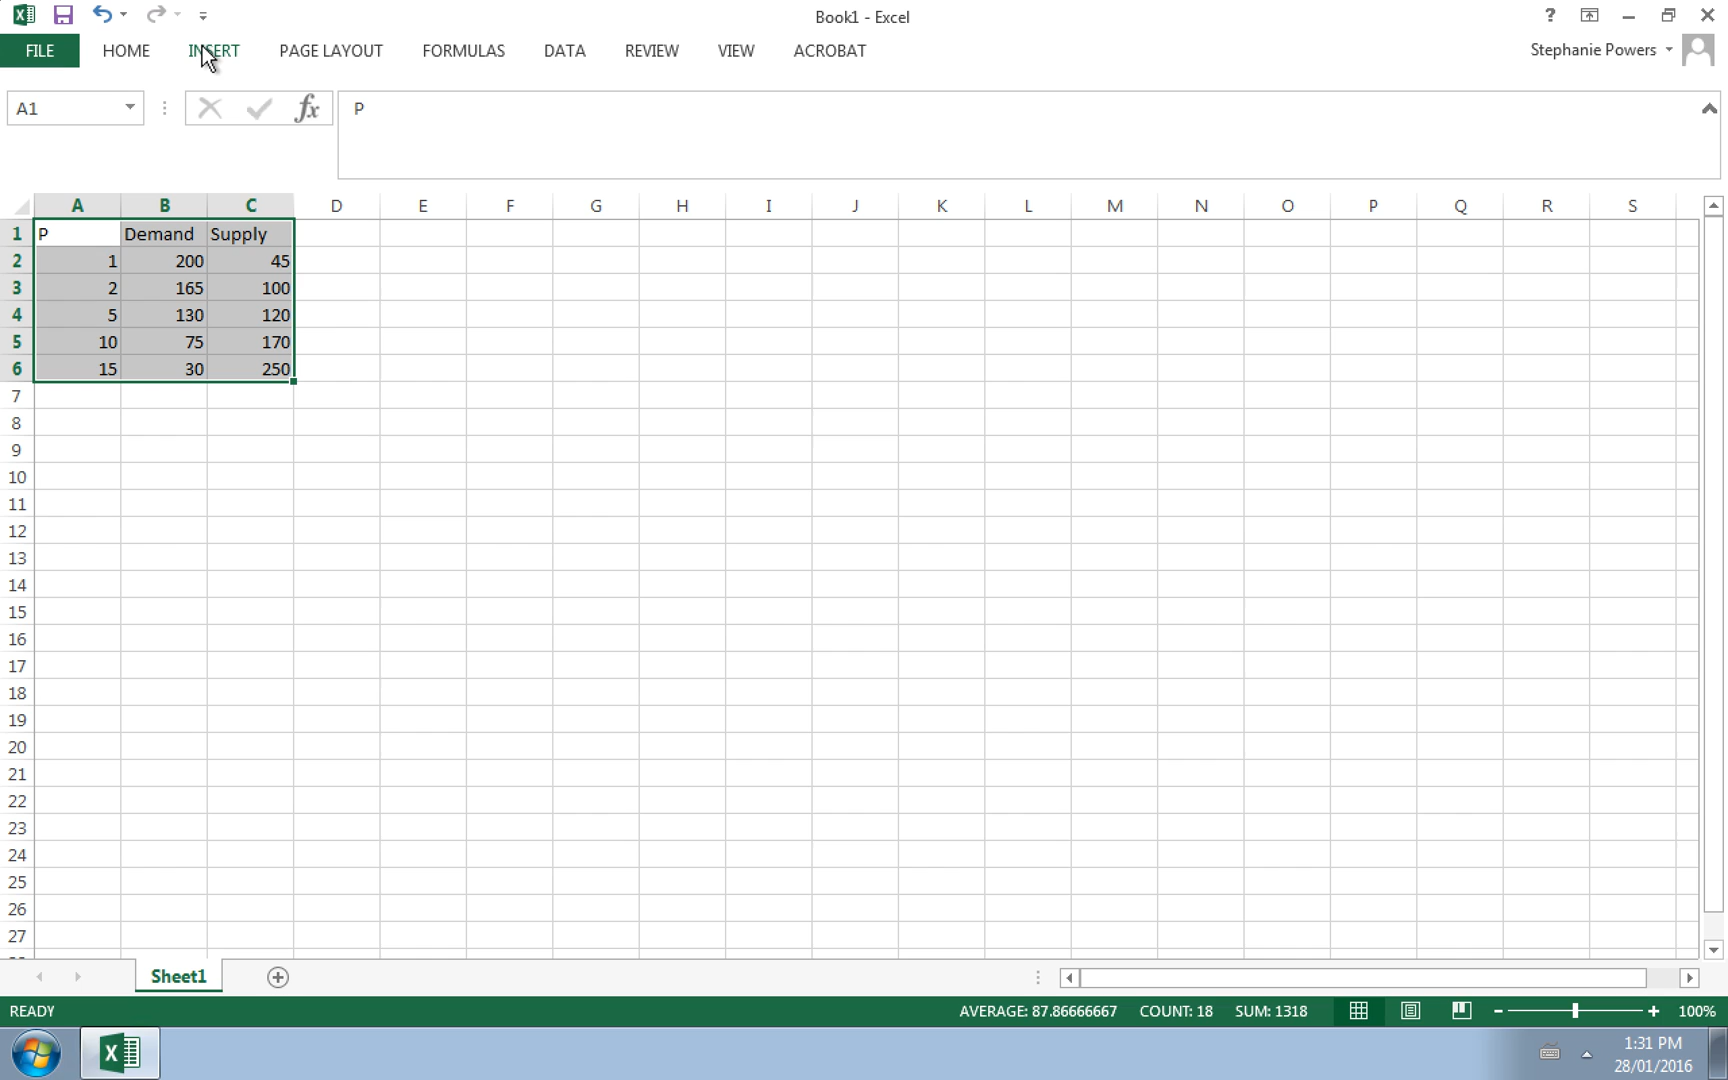 Book1 - Excel
?
FILE HOME INSERT PAGE LAYOUT FORMULAS DATA REVIEW VIEW ACROBAT Stephanie Powers
A1 fx P
A B C D E F G H I J K L M N O P Q R S
1 P Demand Supply
2 1 200 45
3 2 165 100
4 5 130 120
5 10 75 170
6 15 30 250
7
8
9
10
11
12
13
14
15
16
17
18
19
20
21
22
23
24
25
26
27
Sheet1
READY AVERAGE: 87.86666667 COUNT: 18 SUM: 1318 100%
1:31 PM
28/01/2016